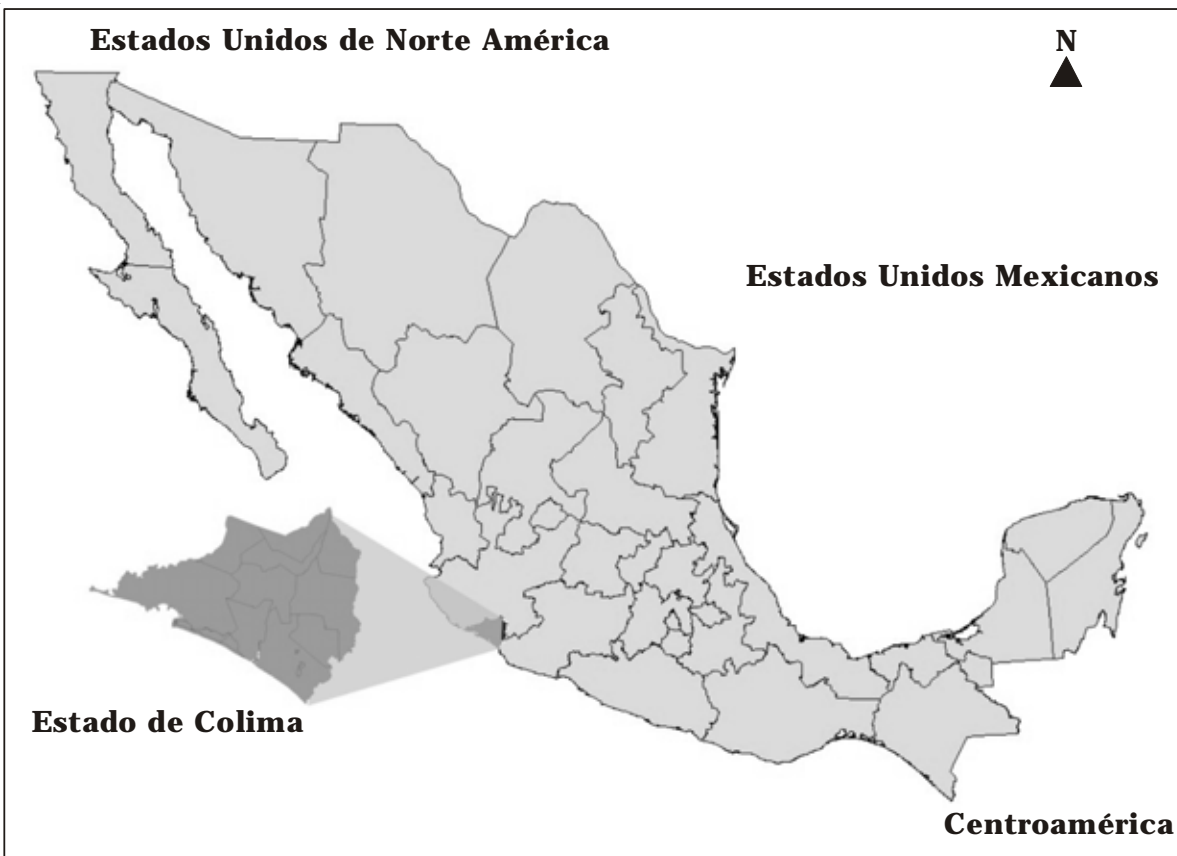 Estados Unidos de Norte América
N
Estados Unidos Mexicanos
Estado de Colima
Centroamérica